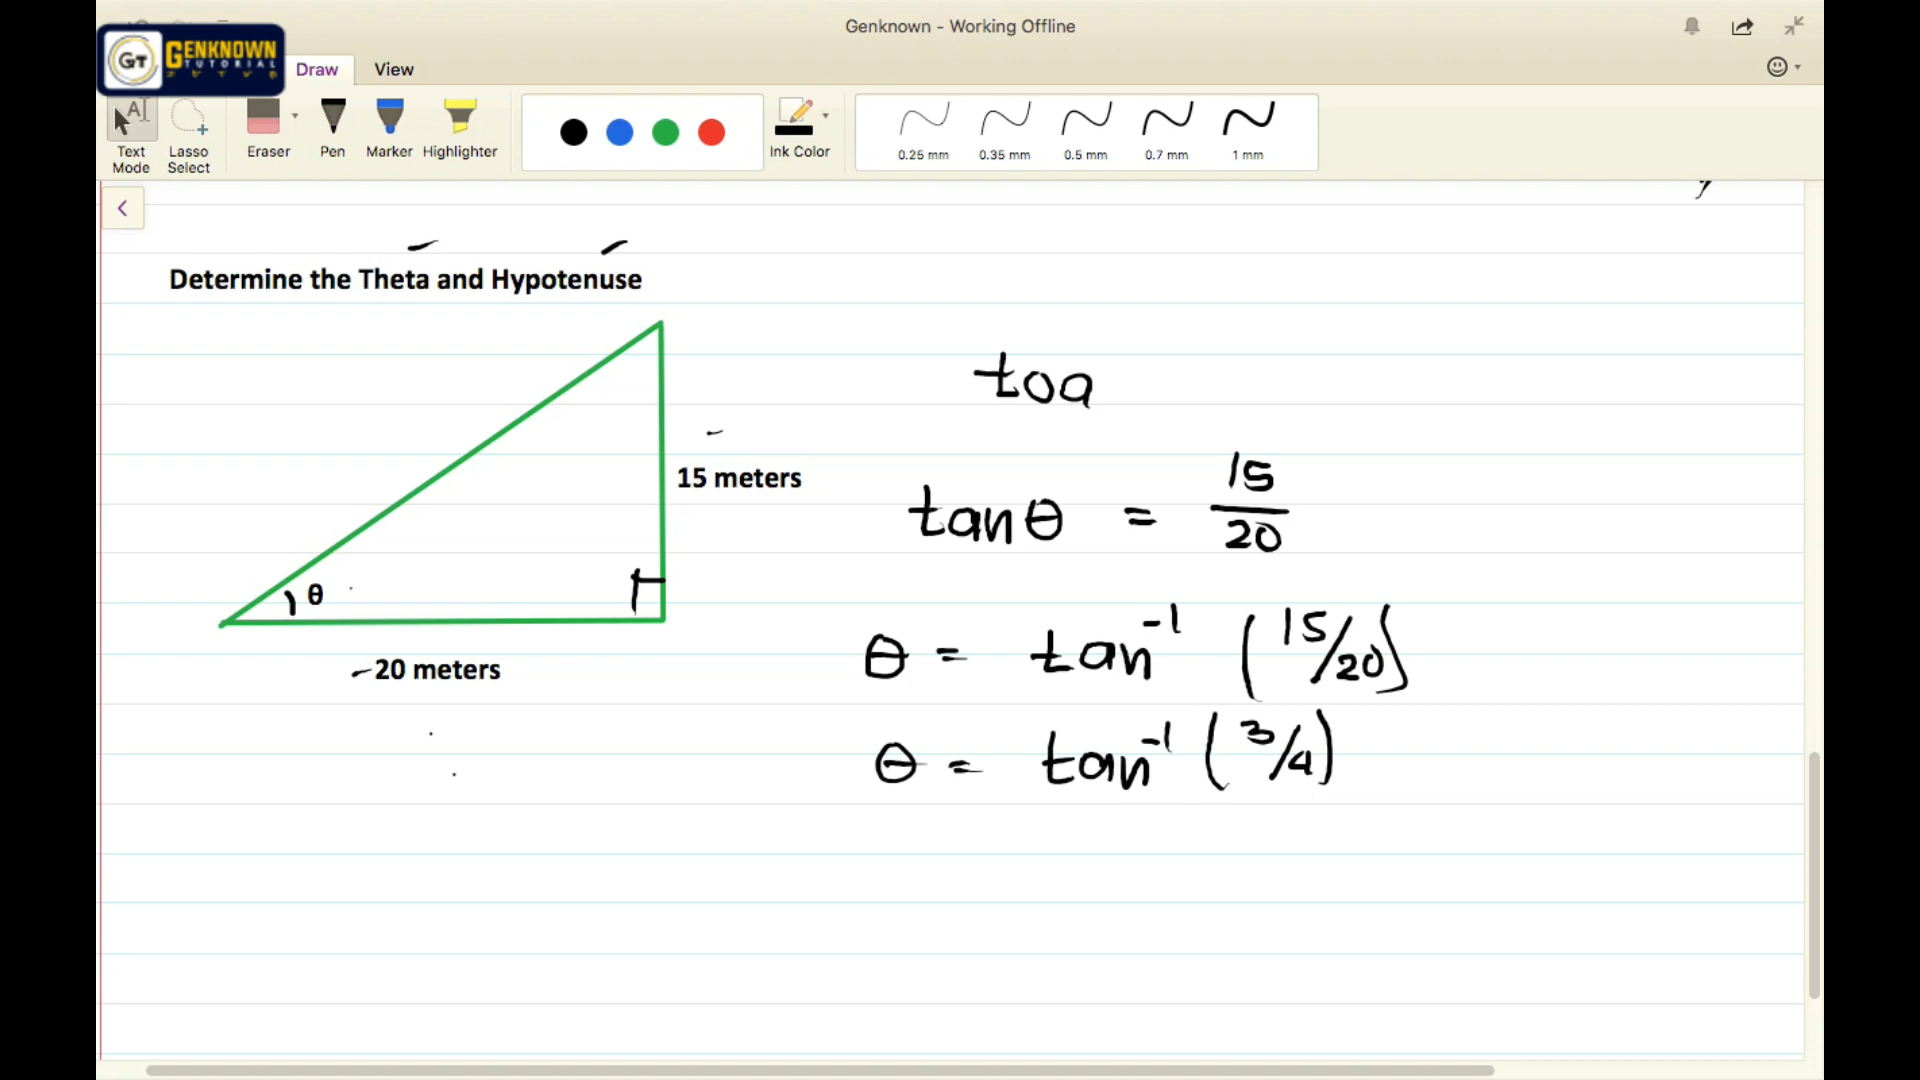 Genknown - Working Offline
GT GENKNOWN
TUTORIAL
Draw View
Text Mode
Lasso Select
Eraser
Pen
Marker
Highlighter
Ink Color
0.25 mm
0.35 mm
0.5 mm
0.7 mm
1 mm
Determine the Theta and Hypotenuse
15 meters
θ
20 meters
toa
tanθ = 15/20
θ = tan⁻¹ (15/20)
θ = tan⁻¹ (3/4)